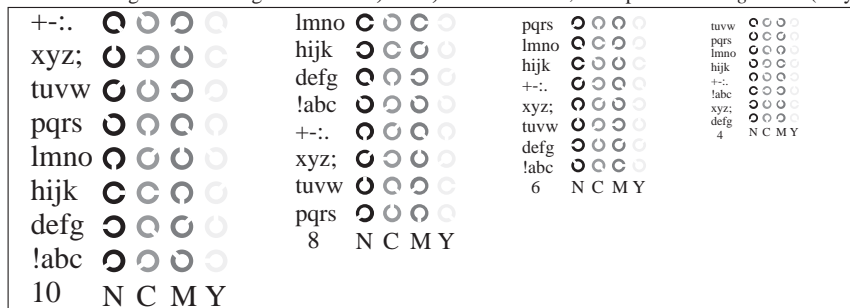 +-:.
xyz;
tuvw
pqrs
lmno
hijk
defg
!abc
10 N C M Y
lmno
hijk
defg
!abc
+-:.
xyz;
tuvw
pqrs
8 N C M Y
pqrs
lmno
hijk
+-:.
xyz;
tuvw
defg
!abc
6 N C M Y
tuvw
pqrs
lmno
hijk
+-:.
!abc
xyz;
defg
4 N C M Y